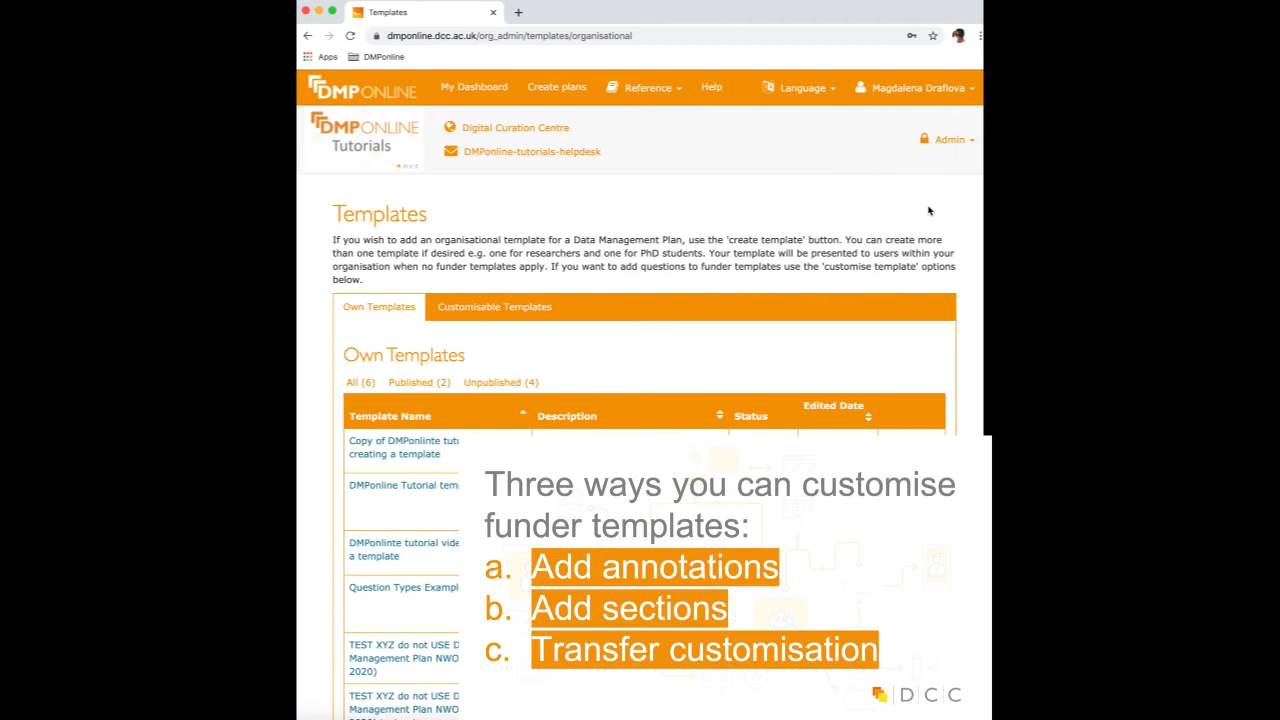 Templates
dmponline.dcc.ac.uk/org_admin/templates/organisational
Apps DMPonline
DMPONLINE My Dashboard Create plans Reference Help Language Magdalena Drafiova
DMPONLINE
Tutorials
DCC
Digital Curation Centre
DMPonline-tutorials-helpdesk
Admin
Templates
If you wish to add an organisational template for a Data Management Plan, use the 'create template' button. You can create more
than one template if desired e.g. one for researchers and one for PhD students. Your template will be presented to users within your
organisation when no funder templates apply. If you want to add questions to funder templates use the 'customise template' options
below.
Own Templates Customisable Templates
Own Templates
All (6) Published (2) Unpublished (4)
Template Name Description Status Edited Date
Copy of DMPonlinte tut
creating a template
DMPonline Tutorial tem
DMPonlinte tutorial vide
a template
Question Types Exampl
TEST XYZ do not USE D
Management Plan NWO
2020)
TEST XYZ do not USE D
Management Plan NWO
Three ways you can customise
funder templates:
a. Add annotations
b. Add sections
c. Transfer customisation
DCC